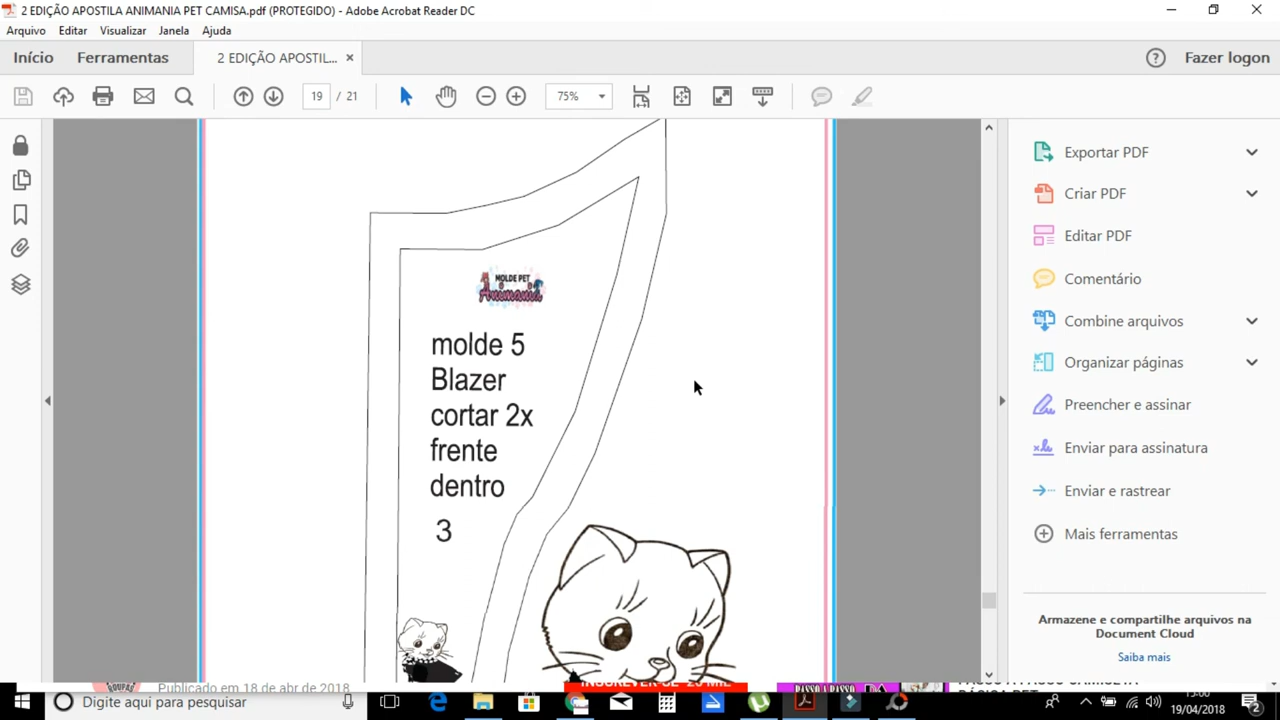 2 EDIÇÃO APOSTILA ANIMANIA PET CAMISA.pdf (PROTEGIDO) - Adobe Acrobat Reader DC
Arquivo Editar Visualizar Janela Ajuda
Início Ferramentas 2 EDIÇÃO APOSTIL... × Fazer logon
19 / 21 75%
Exportar PDF
Criar PDF
Editar PDF
Comentário
Combine arquivos
Organizar páginas
Preencher e assinar
Enviar para assinatura
Enviar e rastrear
Mais ferramentas
Armazene e compartilhe arquivos na
Document Cloud
Saiba mais
MOLDE PET
Animania
molde 5
Blazer
cortar 2x
frente
dentro
3
Publicado em 18 de abr de 2018
Digite aqui para pesquisar
19/04/2018
2